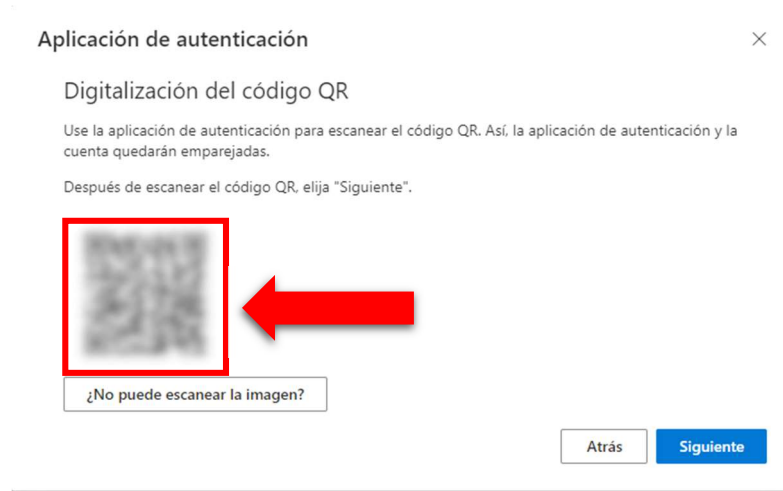 Aplicación de autenticación
Digitalización del código QR
Use la aplicación de autenticación para escanear el código QR. Así, la aplicación de autenticación y la
cuenta quedarán emparejadas.
Después de escanear el código QR, elija "Siguiente".
¿No puede escanear la imagen?
Atrás
Siguiente